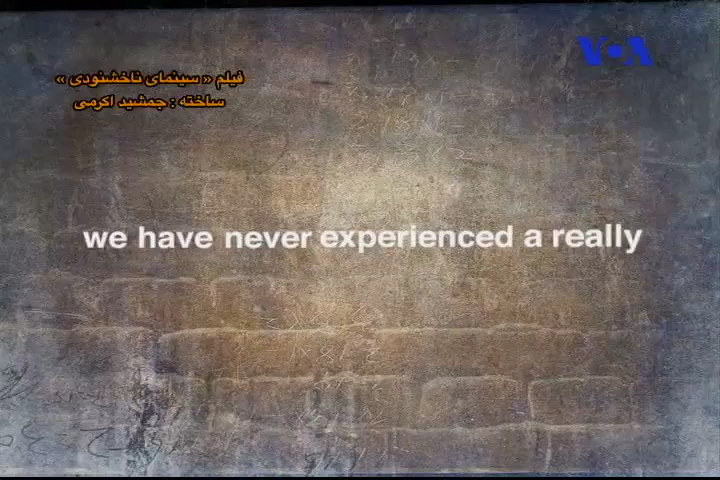 VOA
فیلم « سینمای ناخشنودی »
ساخته : جمشید اکرمی
we have never experienced a really